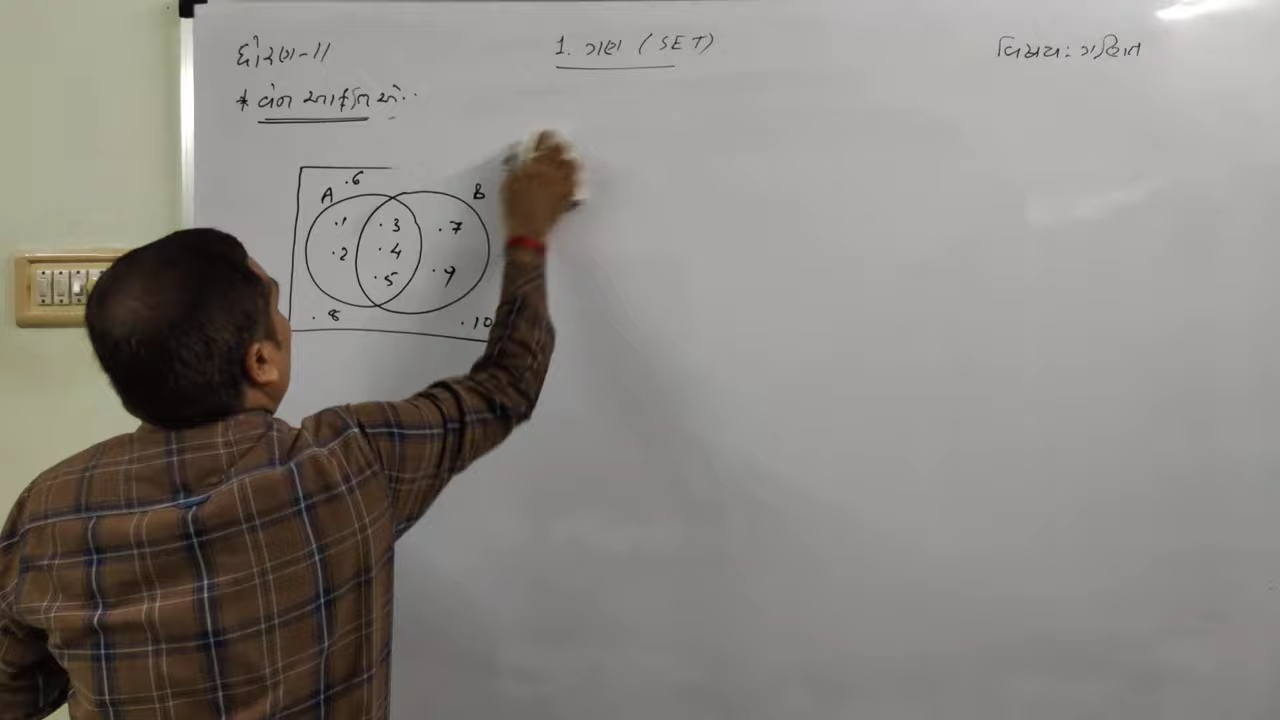 ધોરણ-11
1. ગણ (SET)
વિષય: ગણિત
* વેન આકૃતિઓ..
A
.6
B
.1
.3
.7
.2
.4
.5
.9
.8
.10